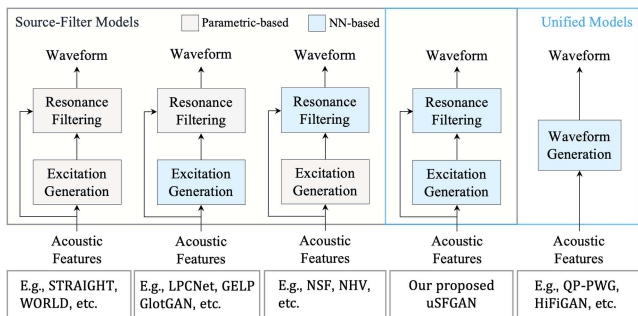 Source-Filter Models
Parametric-based
NN-based
Unified Models
Waveform
Resonance
Filtering
Excitation
Generation
Acoustic
Features
E.g., STRAIGHT,
WORLD, etc.
Waveform
Resonance
Filtering
Excitation
Generation
Acoustic
Features
E.g., LPCNet, GELP
GlotGAN, etc.
Waveform
Resonance
Filtering
Excitation
Generation
Acoustic
Features
E.g., NSF, NHV,
etc.
Waveform
Resonance
Filtering
Excitation
Generation
Acoustic
Features
Our proposed
uSFGAN
Waveform
Waveform
Generation
Acoustic
Features
E.g., QP-PWG,
HiFiGAN, etc.